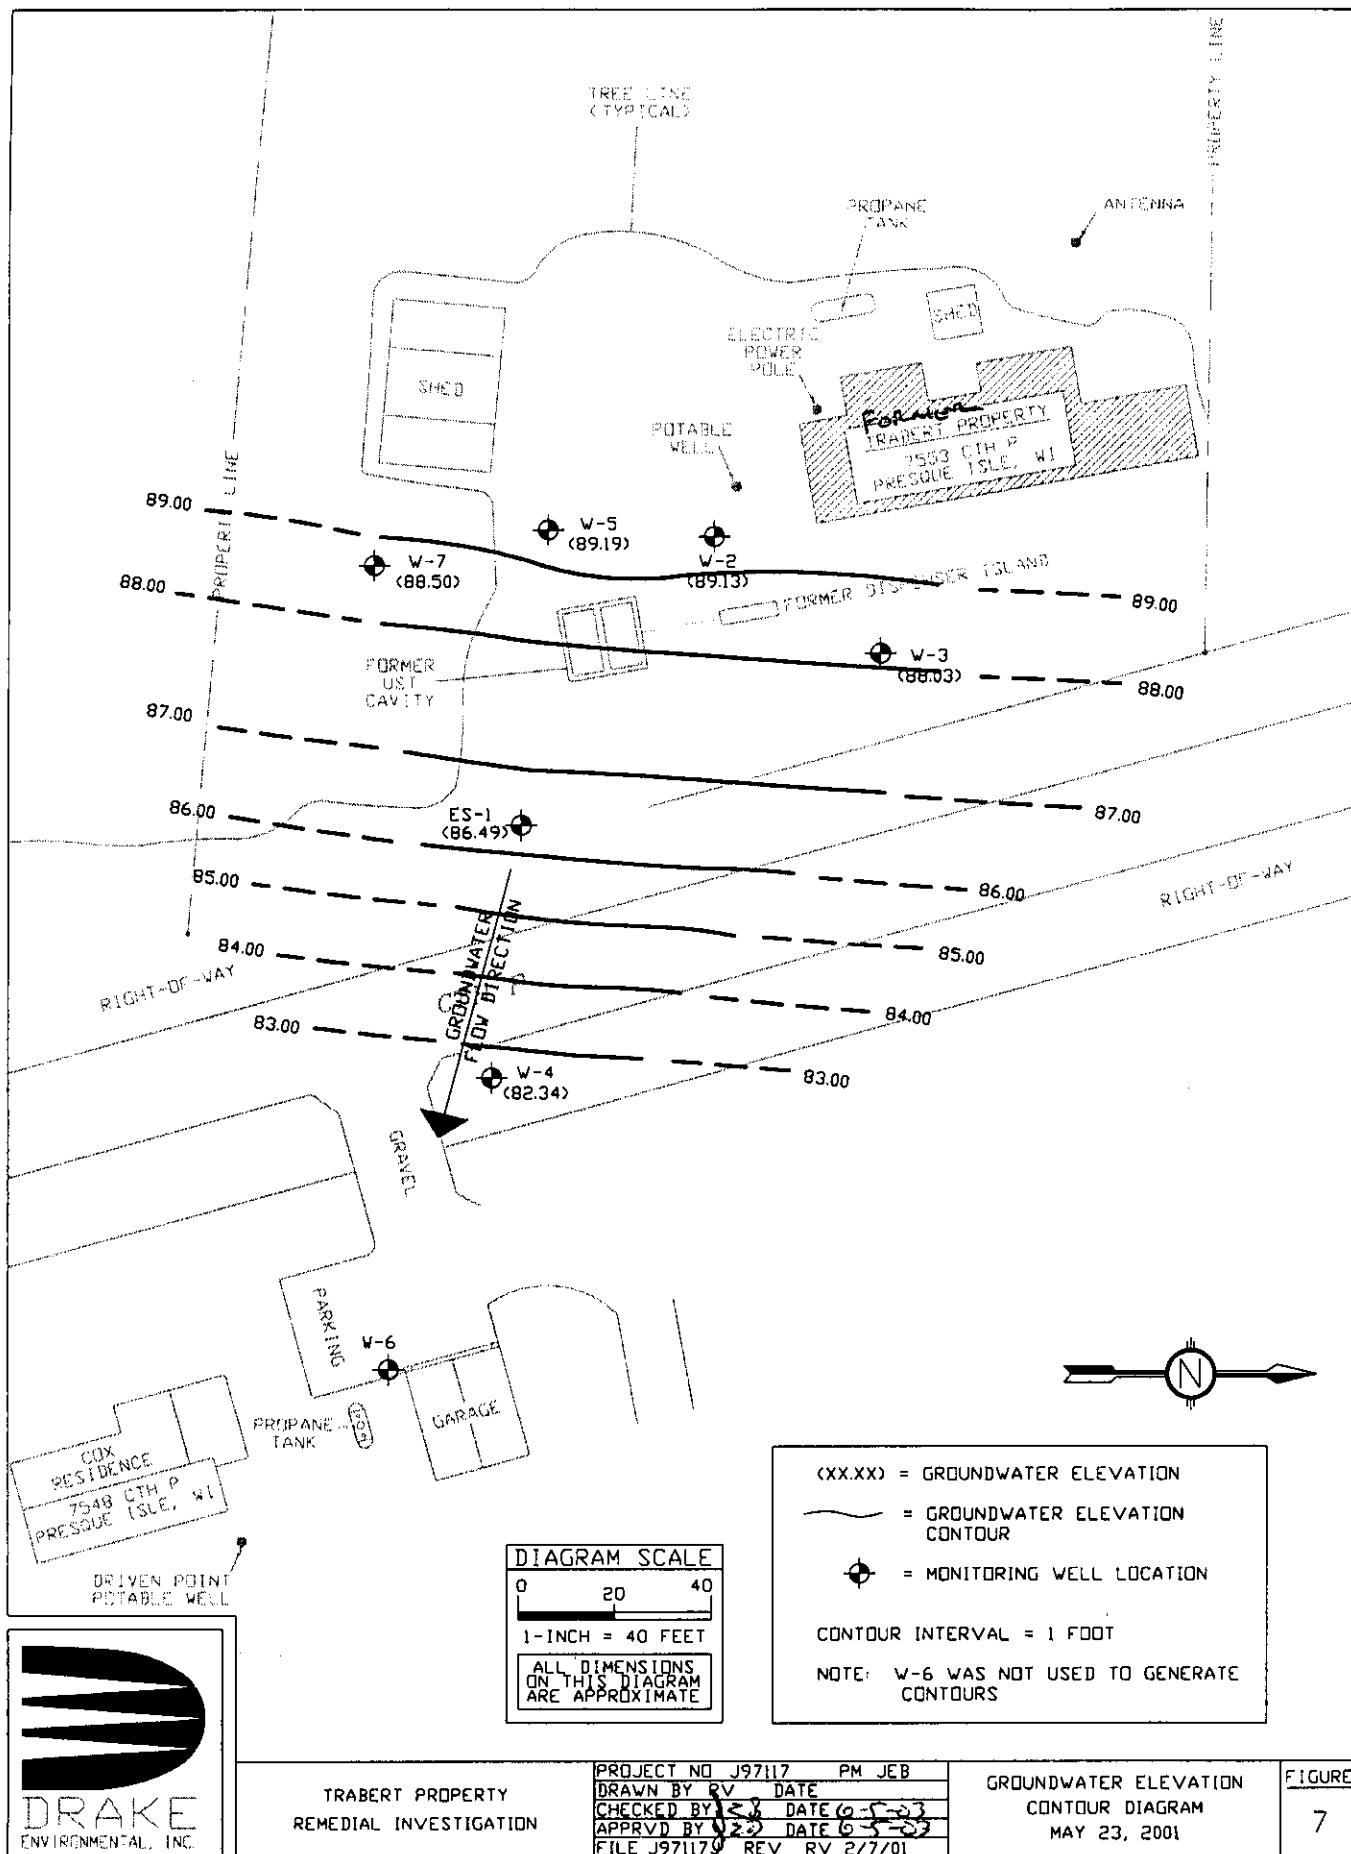 TREE LINE
(TYPICAL)
PROPERTY LINE
PROPANE
TANK
ANTENNA
SHED
ELECTRIC
POWER
POLE
SHED
FORMER
TRABERT PROPERTY
7553 CTH P
PRESQUE ISLE, WI
POTABLE
WELL
PROPERTY LINE
89.00
W-5
(89.19)
W-2
(89.13)
W-7
(88.50)
88.00
FORMER DISPENSER ISLAND
89.00
W-3
(88.03)
FORMER
UST
CAVITY
88.00
87.00
87.00
86.00
ES-1
(86.49)
86.00
85.00
85.00
RIGHT-OF-WAY
84.00
84.00
RIGHT-OF-WAY
GROUNDWATER
FLOW DIRECTION
83.00
83.00
W-4
(82.34)
GRAVEL
PARKING
W-6
N
GARAGE
PROPANE
TANK
COX
RESIDENCE
7548 CTH P
PRESQUE ISLE, WI
DRIVEN POINT
POTABLE WELL
(XX.XX) = GROUNDWATER ELEVATION
= GROUNDWATER ELEVATION
CONTOUR
= MONITORING WELL LOCATION
CONTOUR INTERVAL = 1 FOOT
NOTE: W-6 WAS NOT USED TO GENERATE
CONTOURS
DIAGRAM SCALE
0 20 40
1-INCH = 40 FEET
ALL DIMENSIONS
ON THIS DIAGRAM
ARE APPROXIMATE
DRAKE
ENVIRONMENTAL, INC.
TRABERT PROPERTY
REMEDIAL INVESTIGATION
PROJECT NO J97117 PM JEB
DRAWN BY RV DATE
CHECKED BY DATE 6-5-03
APPRVD BY DATE 6-5-03
FILE J97117 REV RV 2/7/01
GROUNDWATER ELEVATION
CONTOUR DIAGRAM
MAY 23, 2001
FIGURE
7